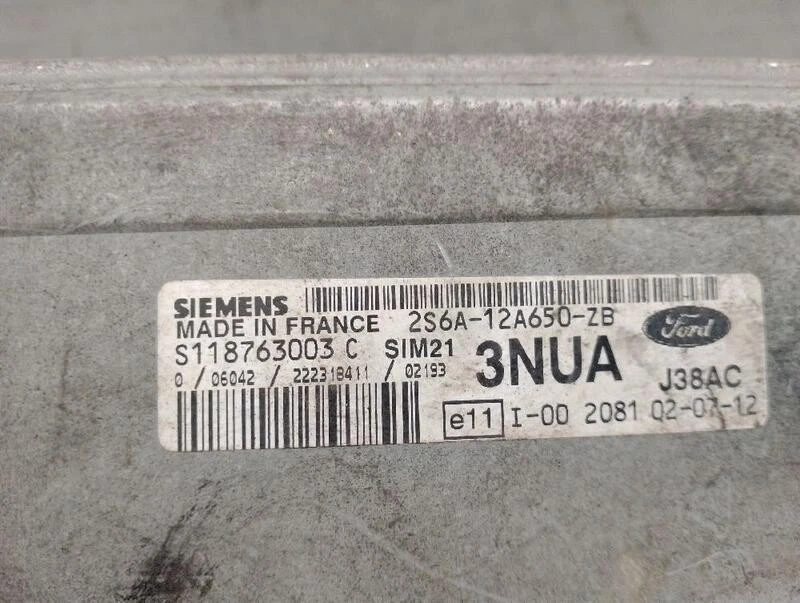 SIEMENS
MADE IN FRANCE 2S6A-12A650-ZB Ford
S118763003 C SIM21 3NUA J38AC
0 / 06042 / 222318411 / 02193
e11 I-00 2081 02-07-12